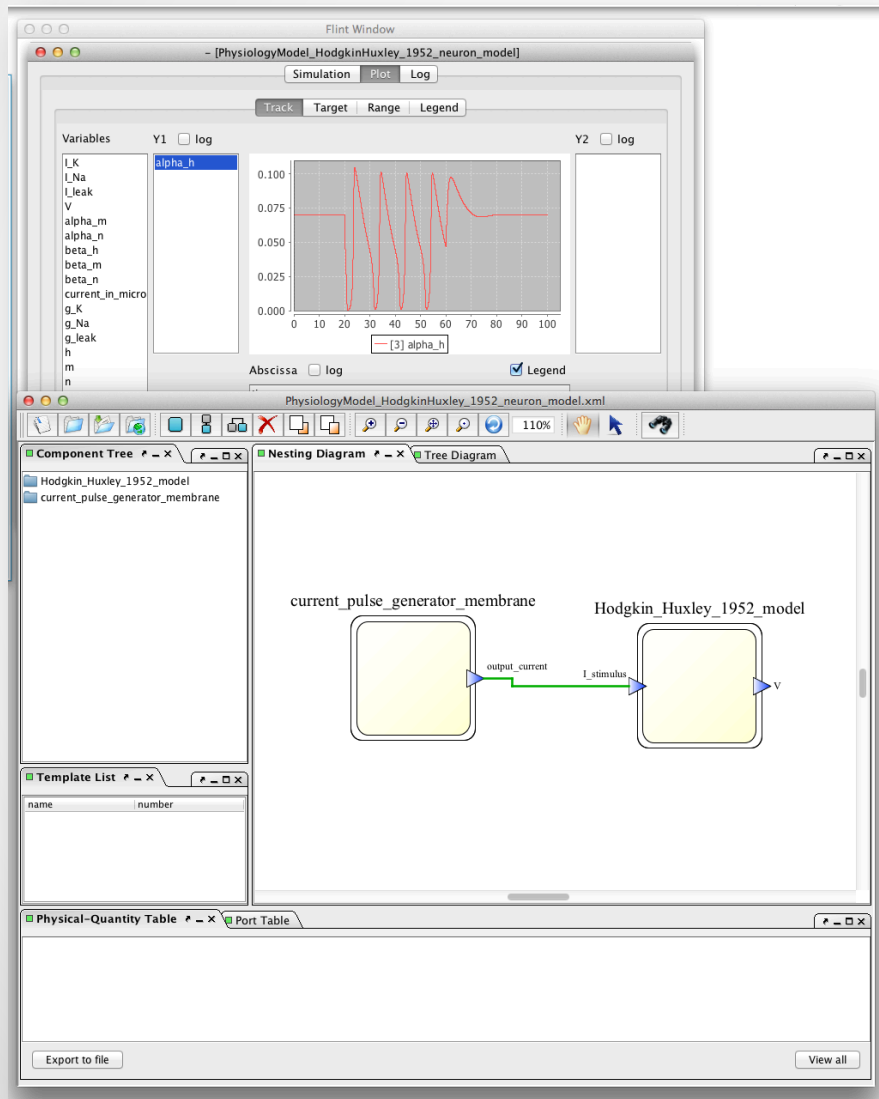 Flint Window
– [PhysiologyModel_HodgkinHuxley_1952_neuron_model]
Simulation Plot Log
Track Target Range Legend
Variables Y1 log Y2 log
I_K
I_Na
I_leak
V
alpha_m
alpha_n
beta_h
beta_m
beta_n
current_in_micro
g_K
g_Na
g_leak
h
m
n
alpha_h
0.100
0.075
0.050
0.025
0.000
0 10 20 30 40 50 60 70 80 90 100
[3] alpha_h
Abscissa log Legend
PhysiologyModel_HodgkinHuxley_1952_neuron_model.xml
110%
Component Tree
Hodgkin_Huxley_1952_model
current_pulse_generator_membrane
Nesting Diagram Tree Diagram
current_pulse_generator_membrane
Hodgkin_Huxley_1952_model
output_current
I_stimulus
V
Template List
name number
Physical-Quantity Table Port Table
Export to file View all